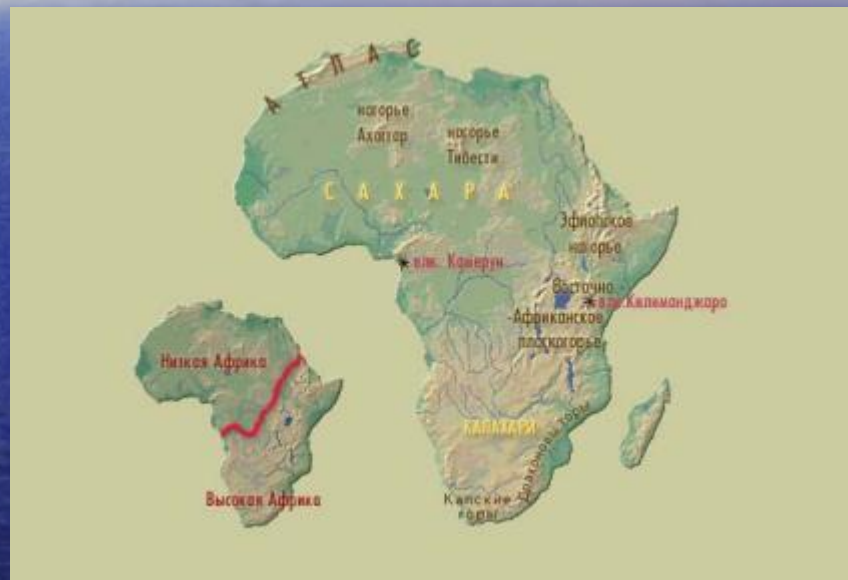 АТЛАС
нагорье
Ахаггар
нагорье
Тибести
САХАРА
Эфиопское
нагорье
влк. Камерун
Восточно-
влк.Килиманджаро
-Африканское
плоскогорье
Низкая Африка
КАЛАХАРИ
Драконовы горы
Высокая Африка
Капские
горы